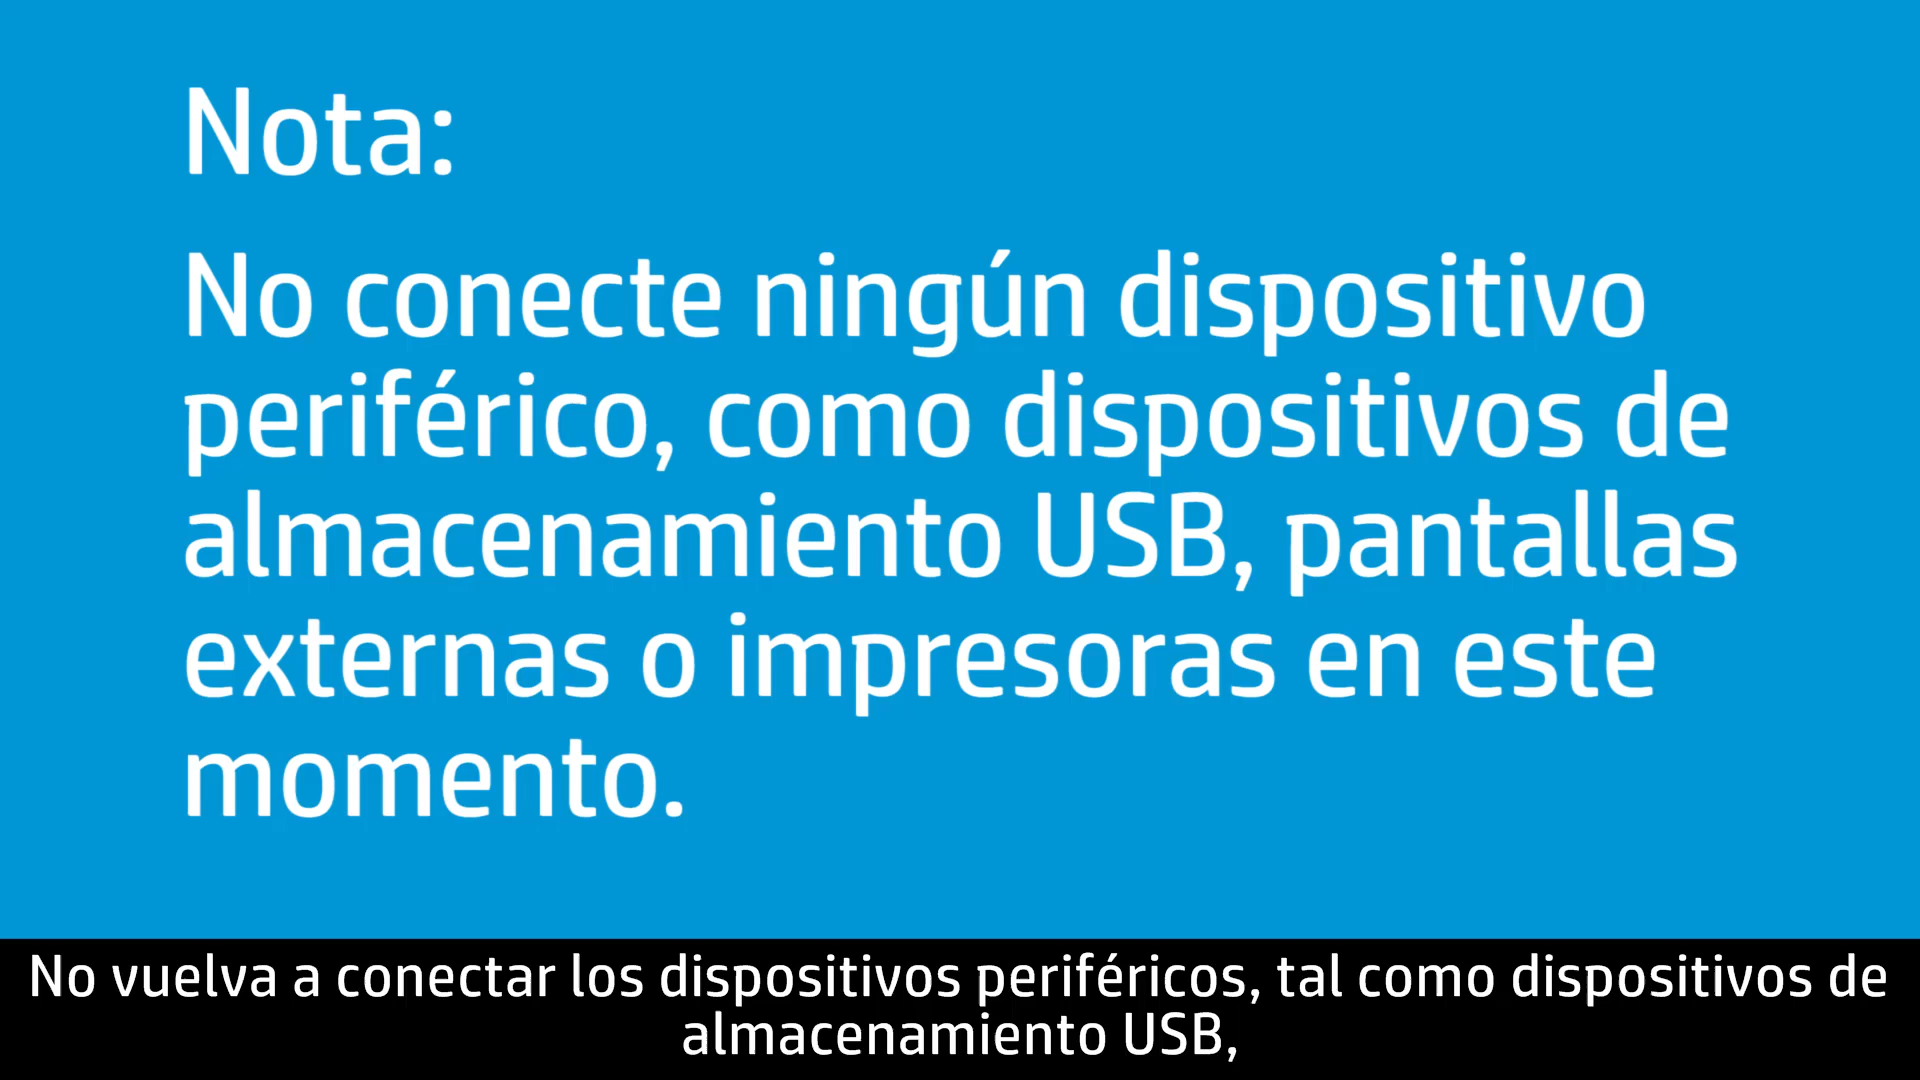 Nota:
No conecte ningún dispositivo
periférico, como dispositivos de
almacenamiento USB, pantallas
externas o impresoras en este
momento.
No vuelva a conectar los dispositivos periféricos, tal como dispositivos de
almacenamiento USB,